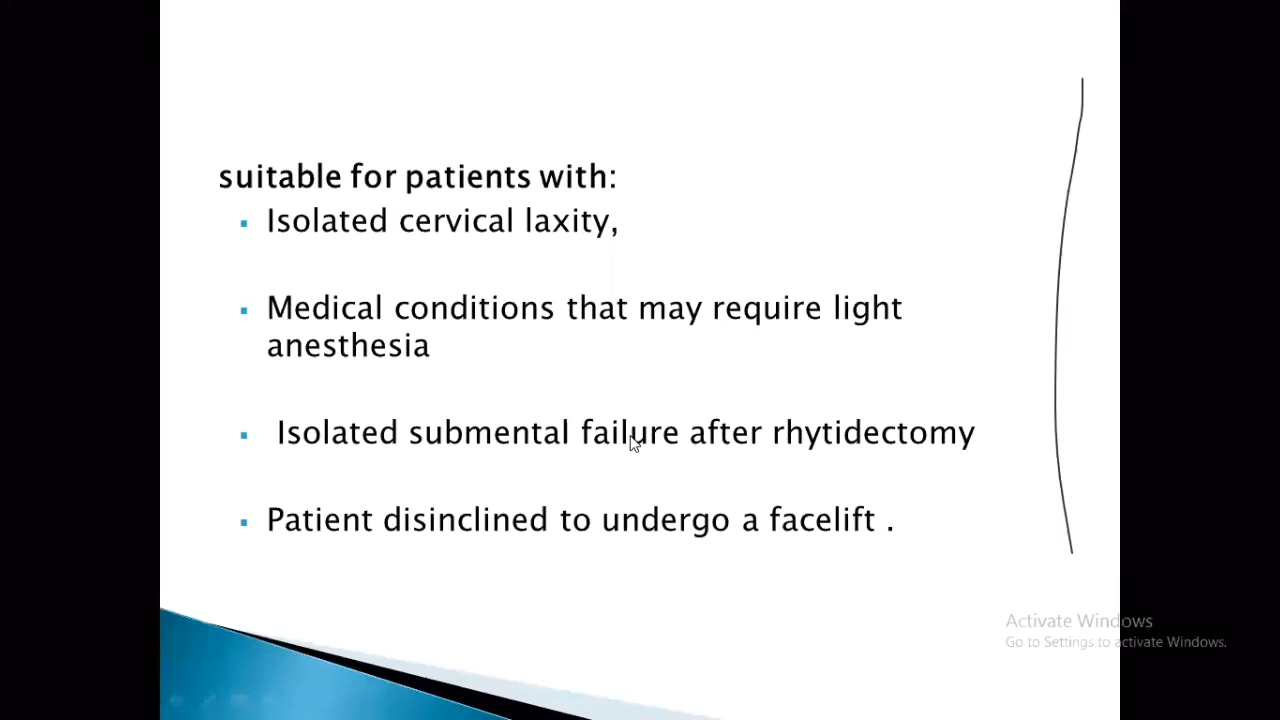 suitable for patients with:
▪ Isolated cervical laxity,
▪ Medical conditions that may require light
anesthesia
▪ Isolated submental failure after rhytidectomy
▪ Patient disinclined to undergo a facelift .
Activate Windows
Go to Settings to activate Windows.